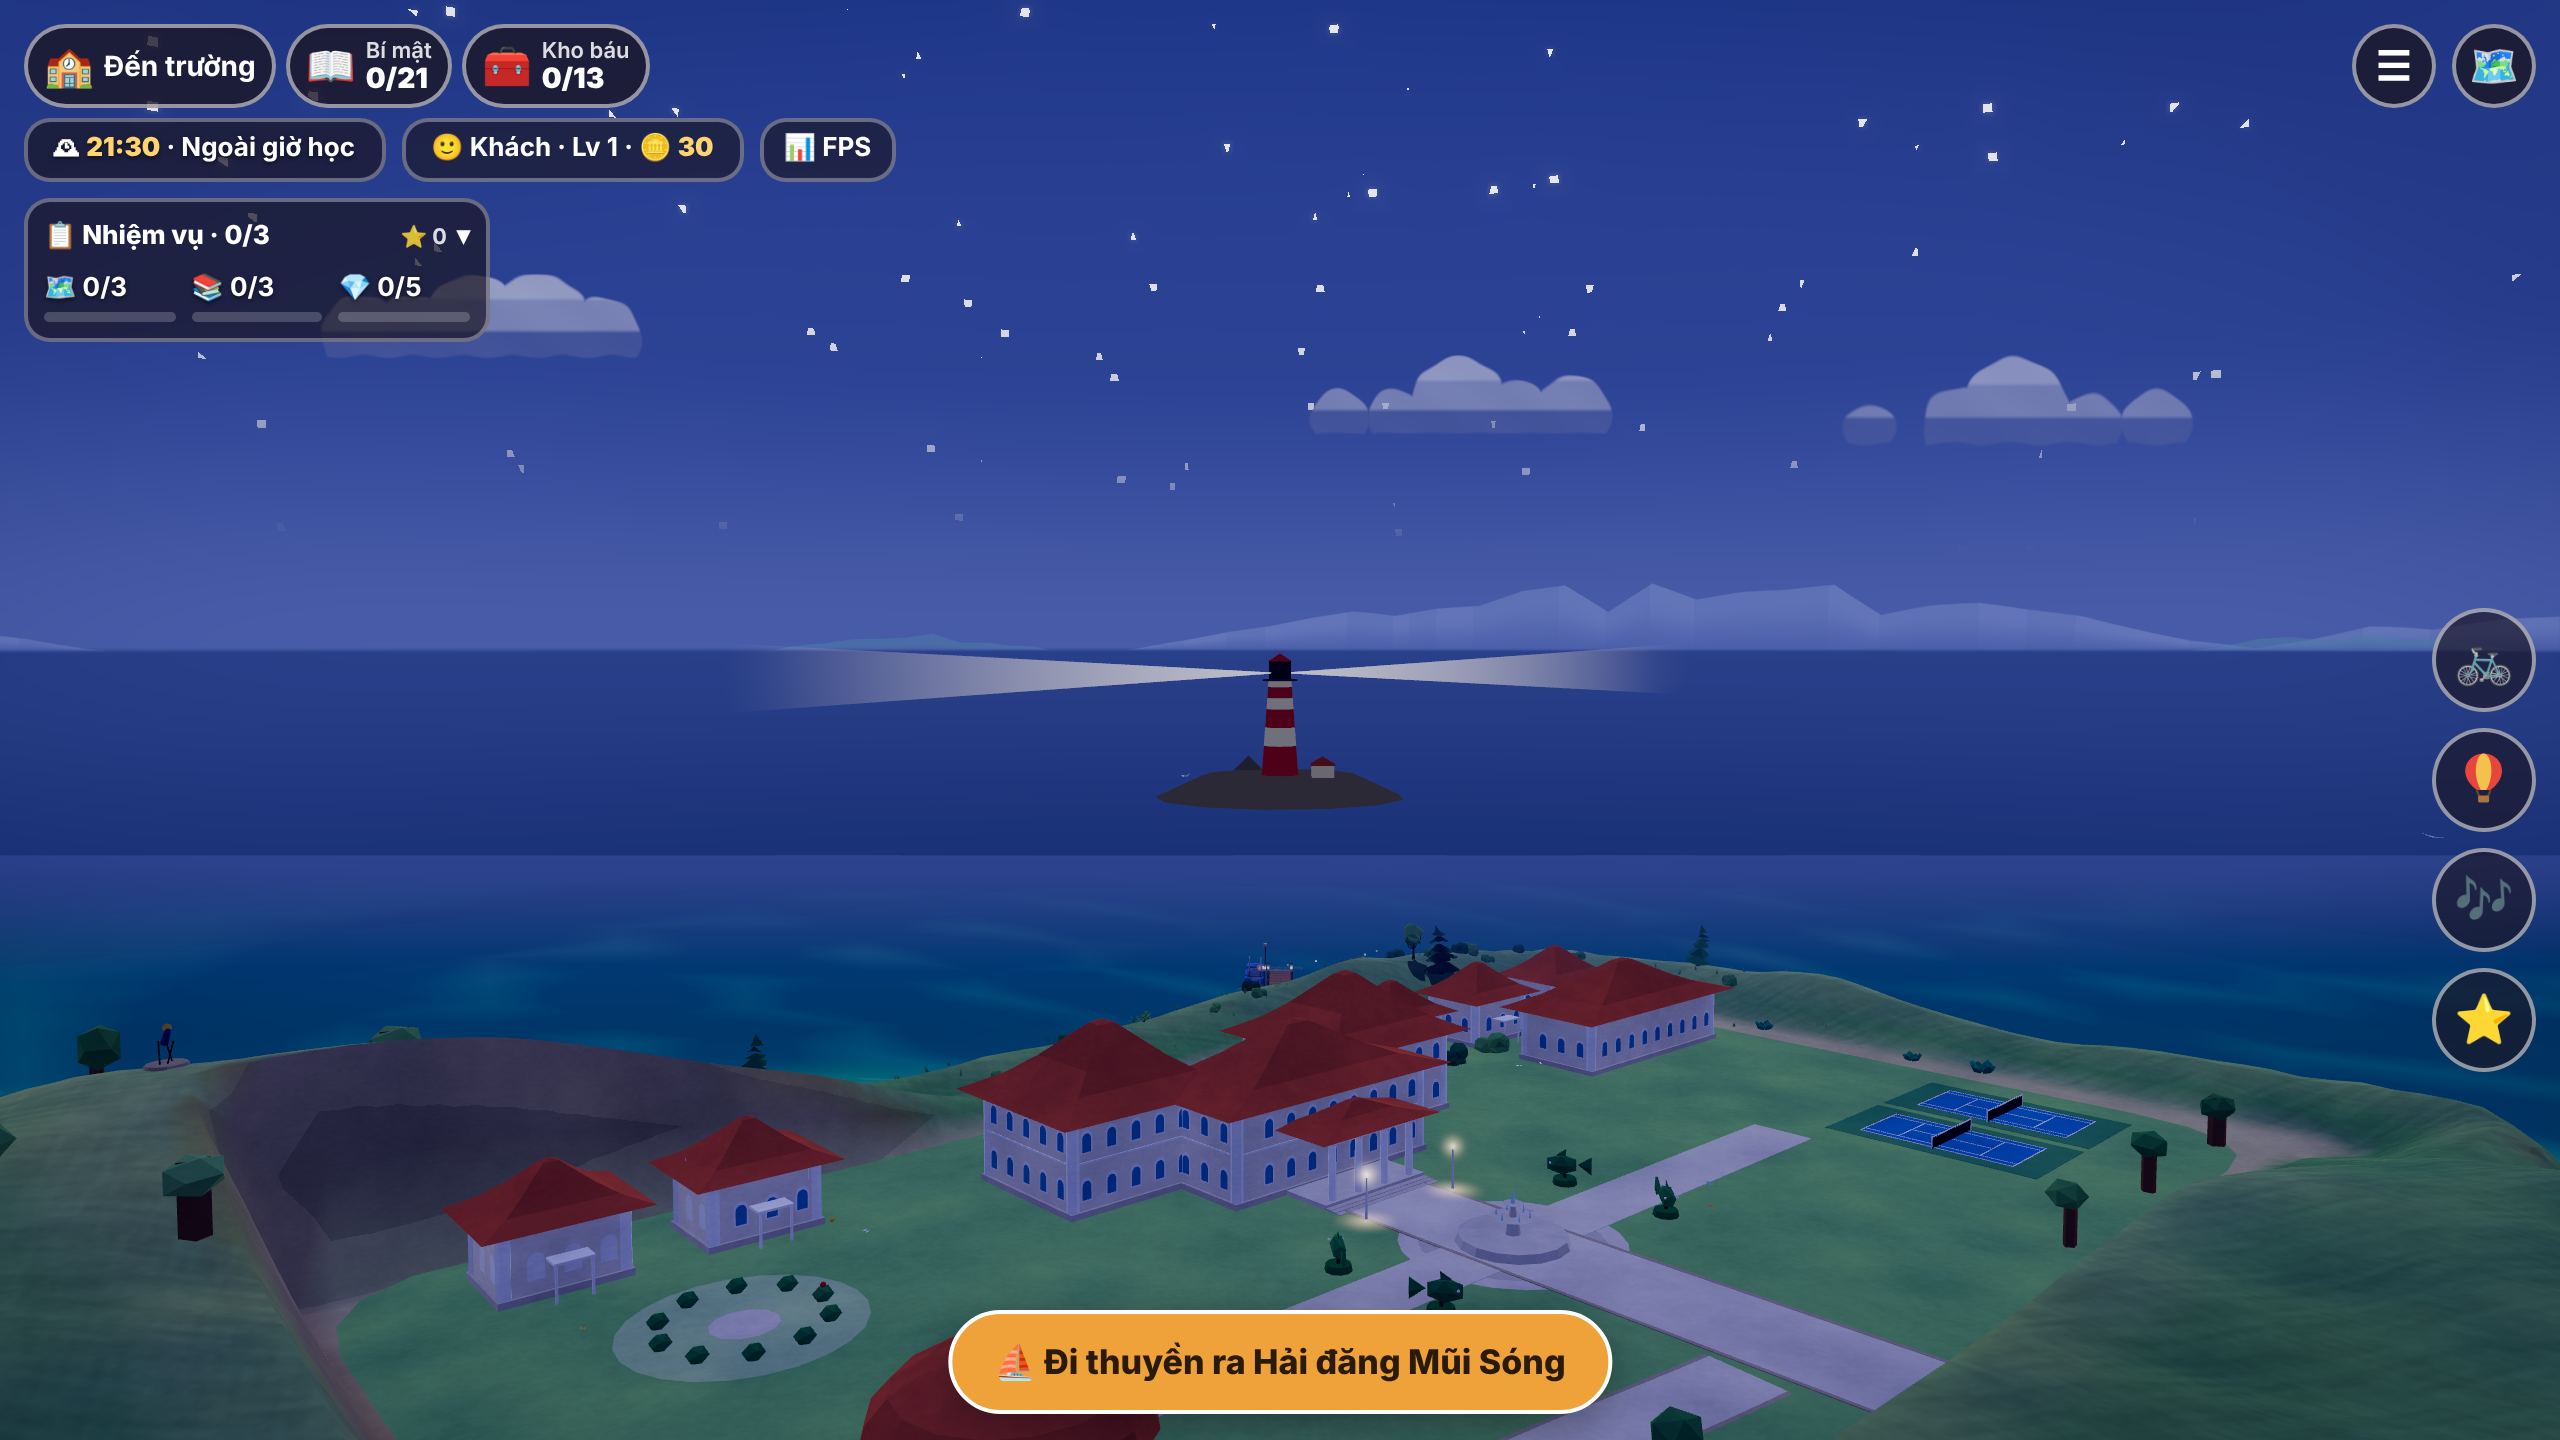 Đến trường
Bí mật
0/21
Kho báu
0/13
21:30 · Ngoài giờ học
Khách · Lv 1 · 30
FPS
Nhiệm vụ · 0/3
0 ▼
0/3
0/3
0/5
Đi thuyền ra Hải đăng Mũi Sóng